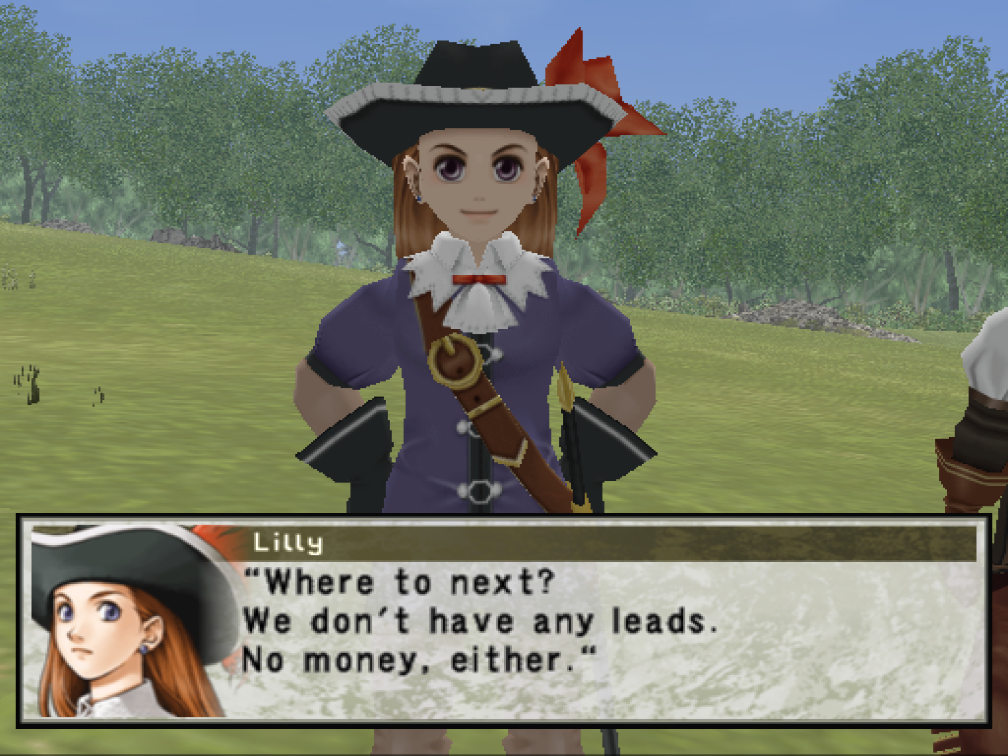 Lilly
“Where to next?
We don't have any leads.
No money, either.“